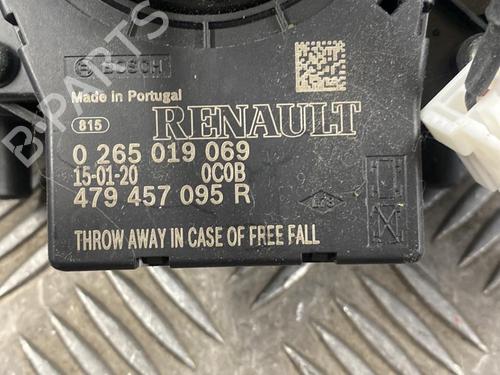 BOSCH
Made in Portugal
815
RENAULT
0 265 019 069
15-01-20 0C0B
479 457 095 R
THROW AWAY IN CASE OF FREE FALL
B-PARTS